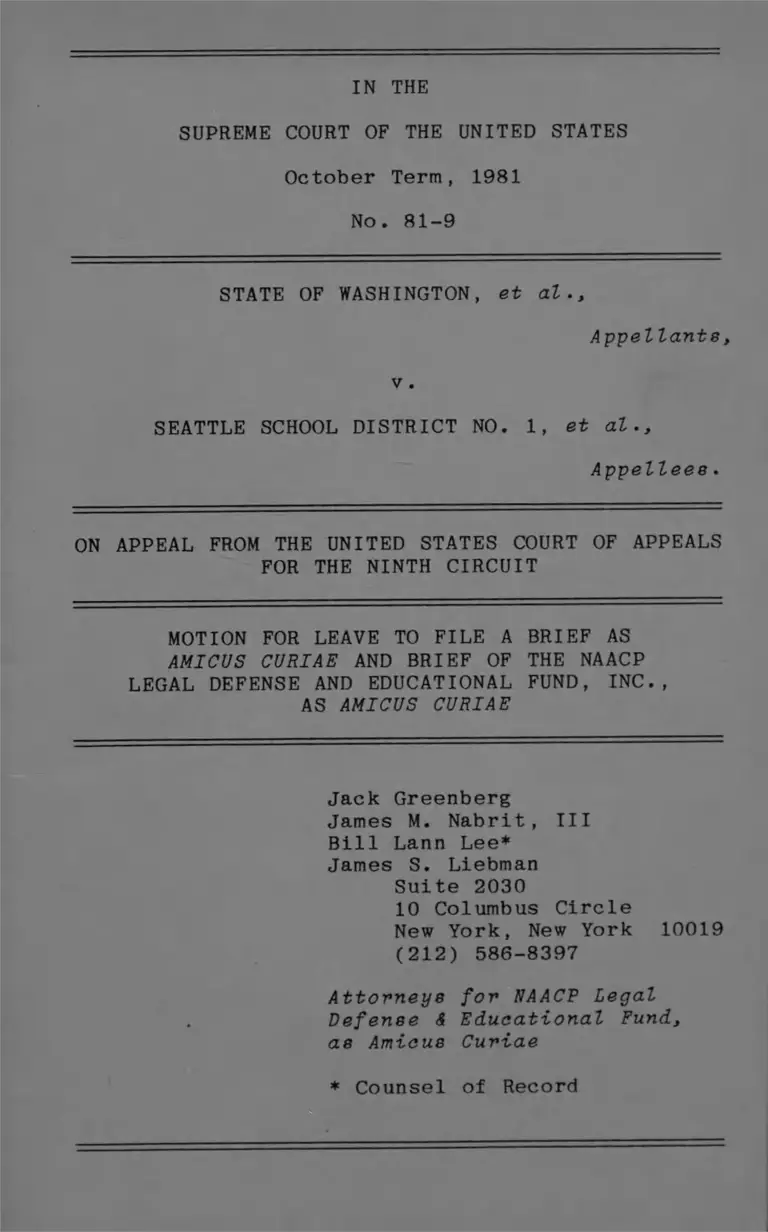 IN THE
SUPREME COURT OF THE UNITED STATES
October Term, 1981
No. 81-9
STATE OF WASHINGTON, et al.,
Appellants,
v.
SEATTLE SCHOOL DISTRICT NO. 1, et al.,
Appellees.
ON APPEAL FROM THE UNITED STATES COURT OF APPEALS
FOR THE NINTH CIRCUIT
MOTION FOR LEAVE TO FILE A BRIEF AS
AMICUS CURIAE AND BRIEF OF THE NAACP
LEGAL DEFENSE AND EDUCATIONAL FUND, INC.,
AS AMICUS CURIAE
Jack Greenberg
James M. Nabrit, III
Bill Lann Lee*
James S. Liebman
Suite 2030
10 Columbus Circle
New York, New York 10019
(212) 586-8397
Attorneys for NAACP Legal
Defense & Educational Fund,
as Amicus Curiae
* Counsel of Record